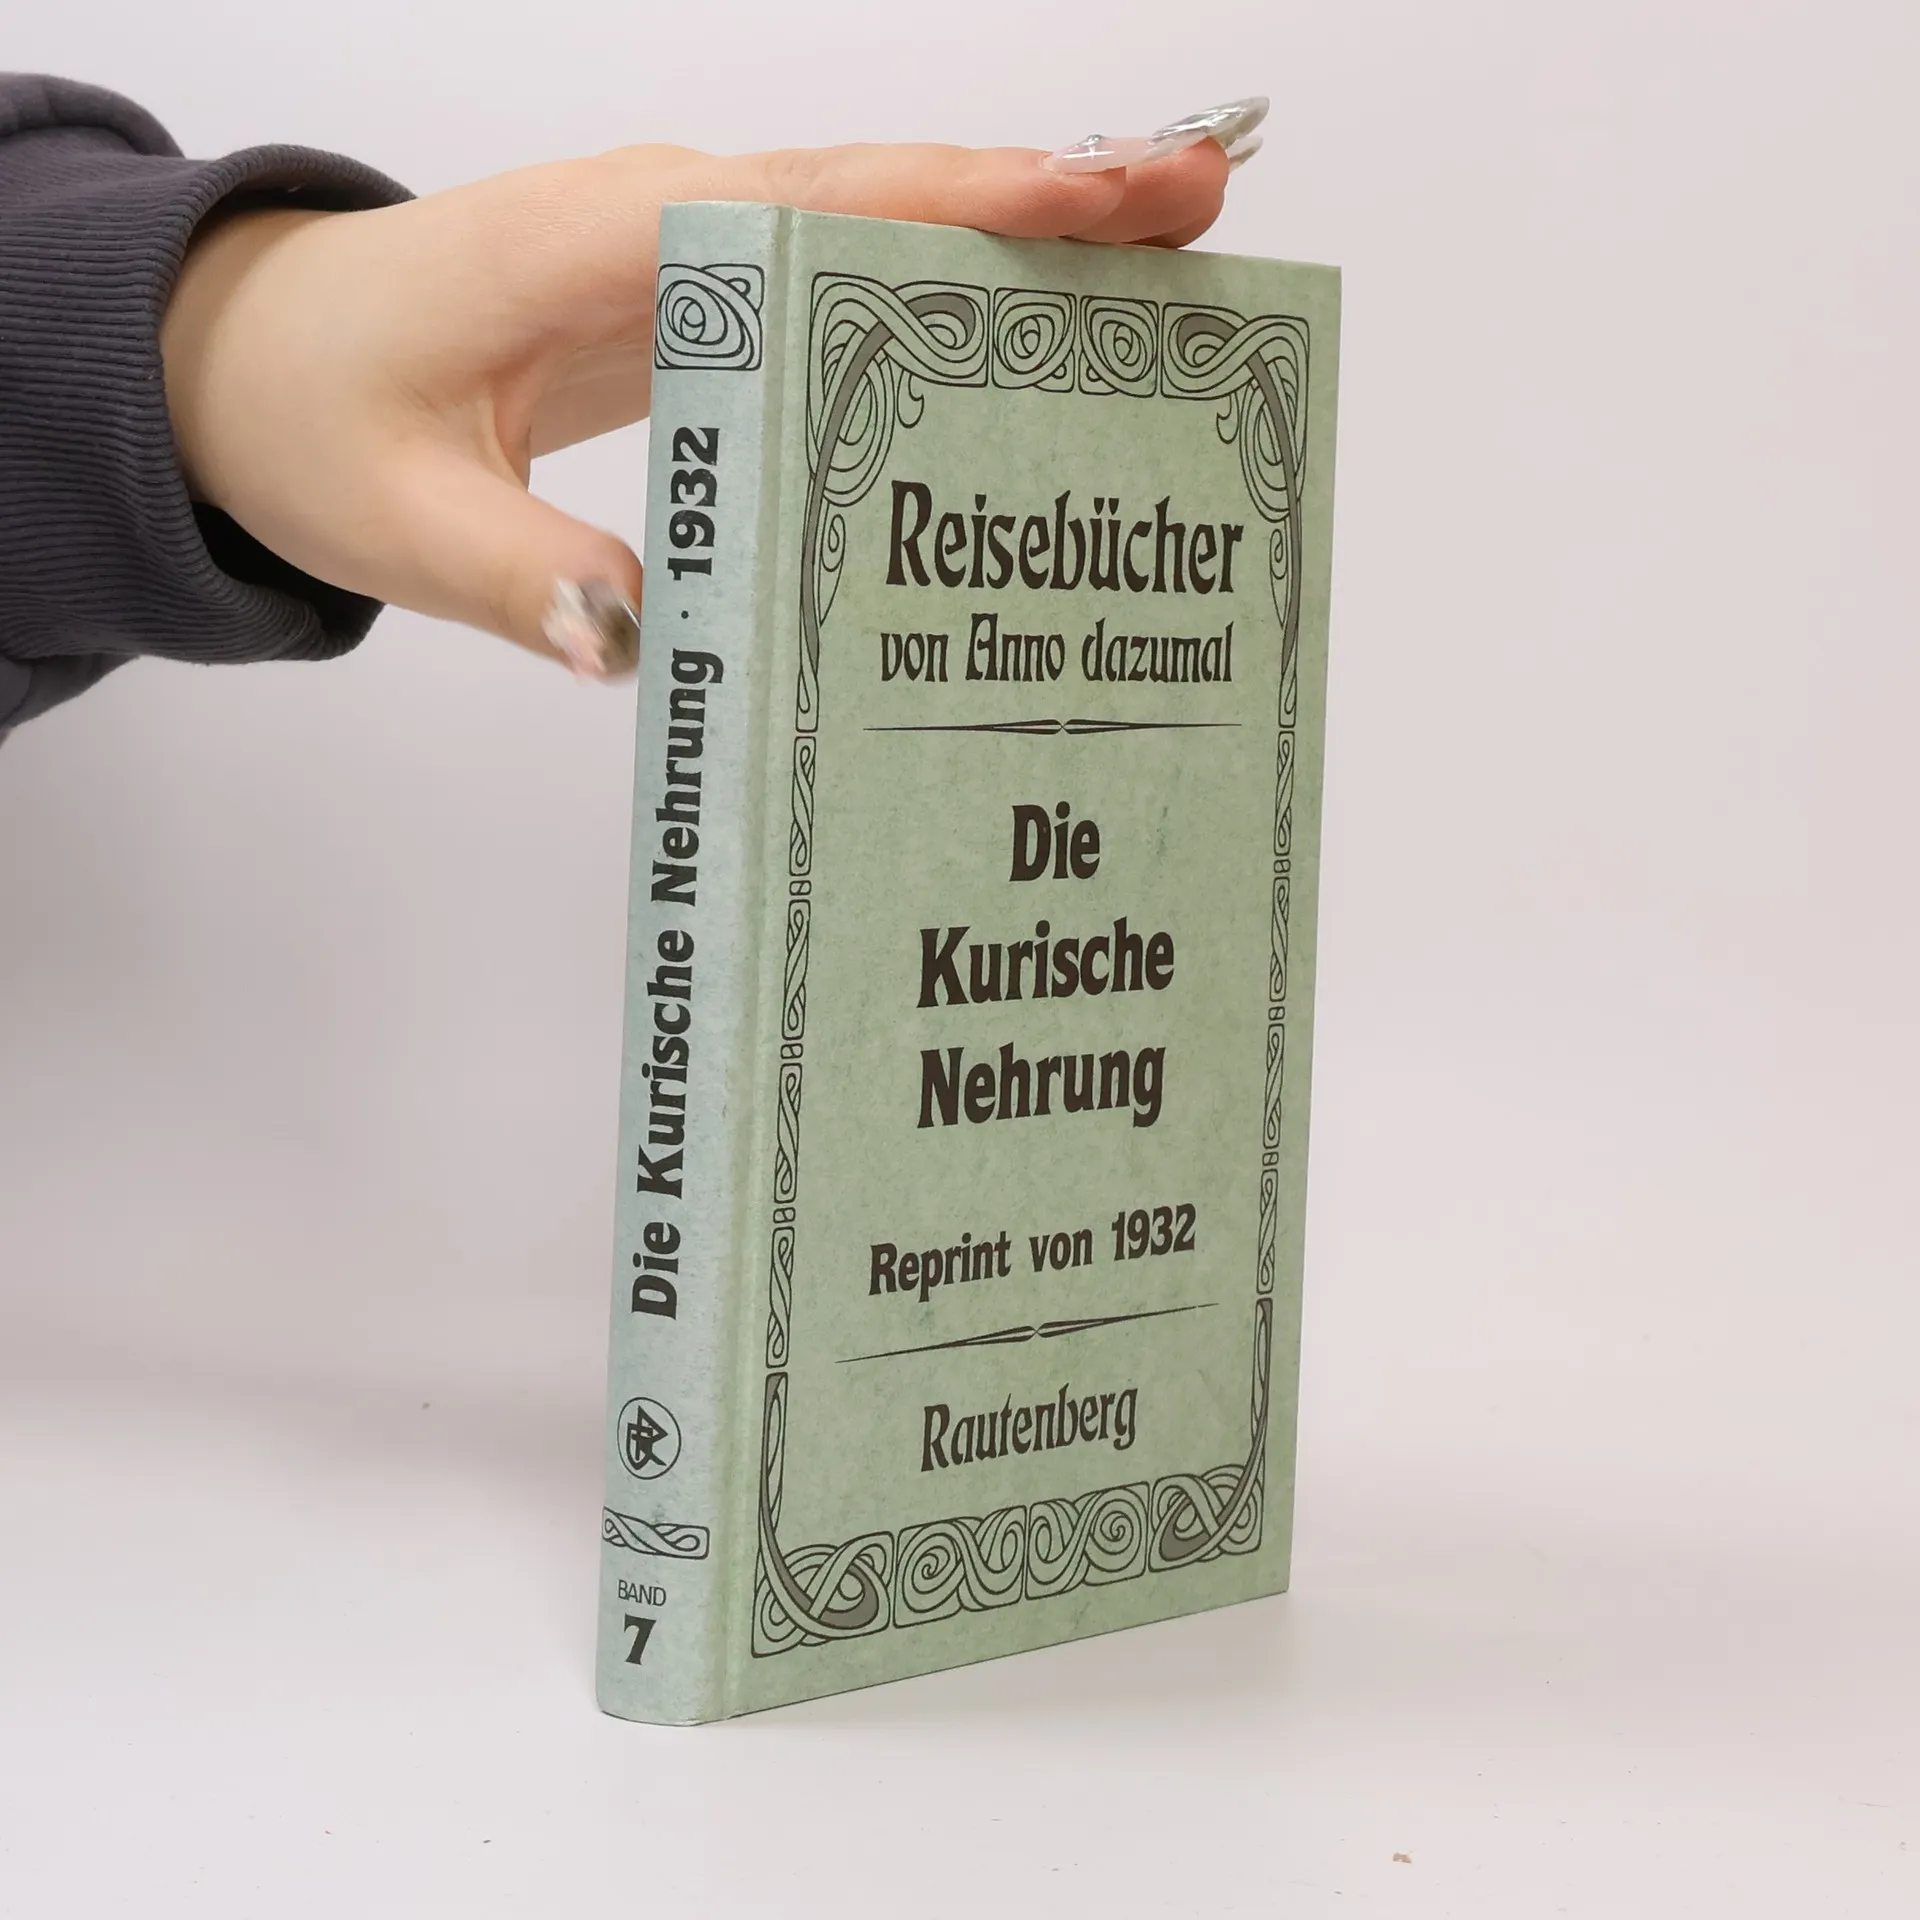 Die Kurische Nehrung · 1932
BAND
7
Reisebücher
von Anno dazumal
Die
Kurische
Nehrung
Reprint von 1932
Rautenberg